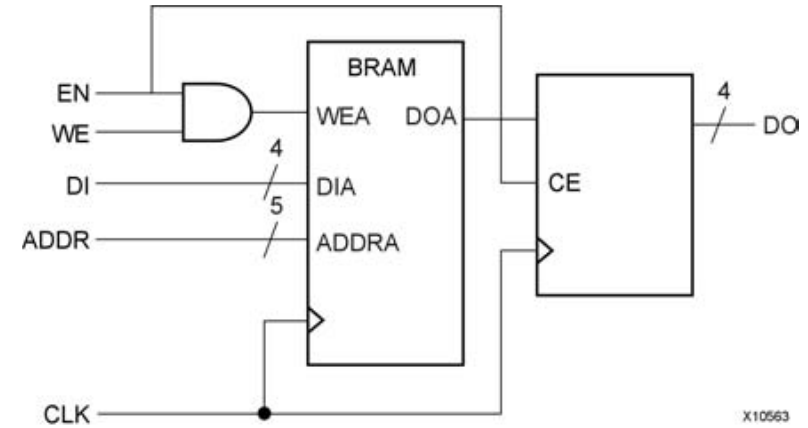 EN
WE
DI
ADDR
CLK
4
5
BRAM
WEA DOA
DIA
ADDRA
CE
4
DO
X10563